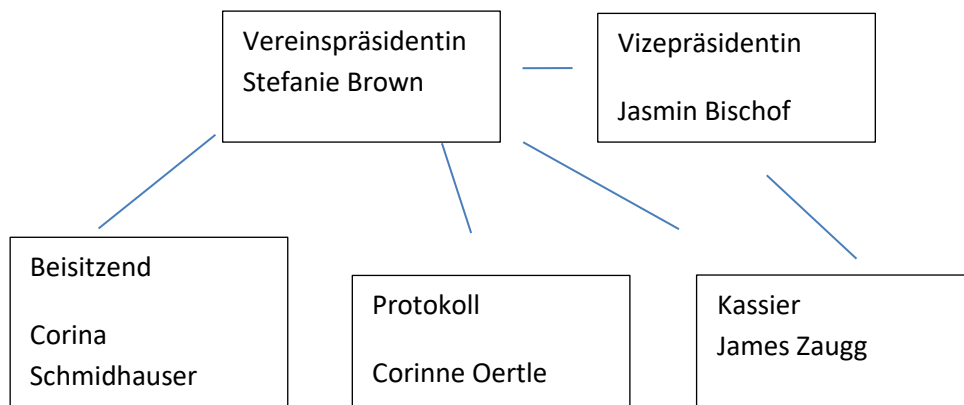 Vereinspräsidentin
Stefanie Brown
Vizepräsidentin
Jasmin Bischof
Beisitzend
Corina
Schmidhauser
Protokoll
Corinne Oertle
Kassier
James Zaugg